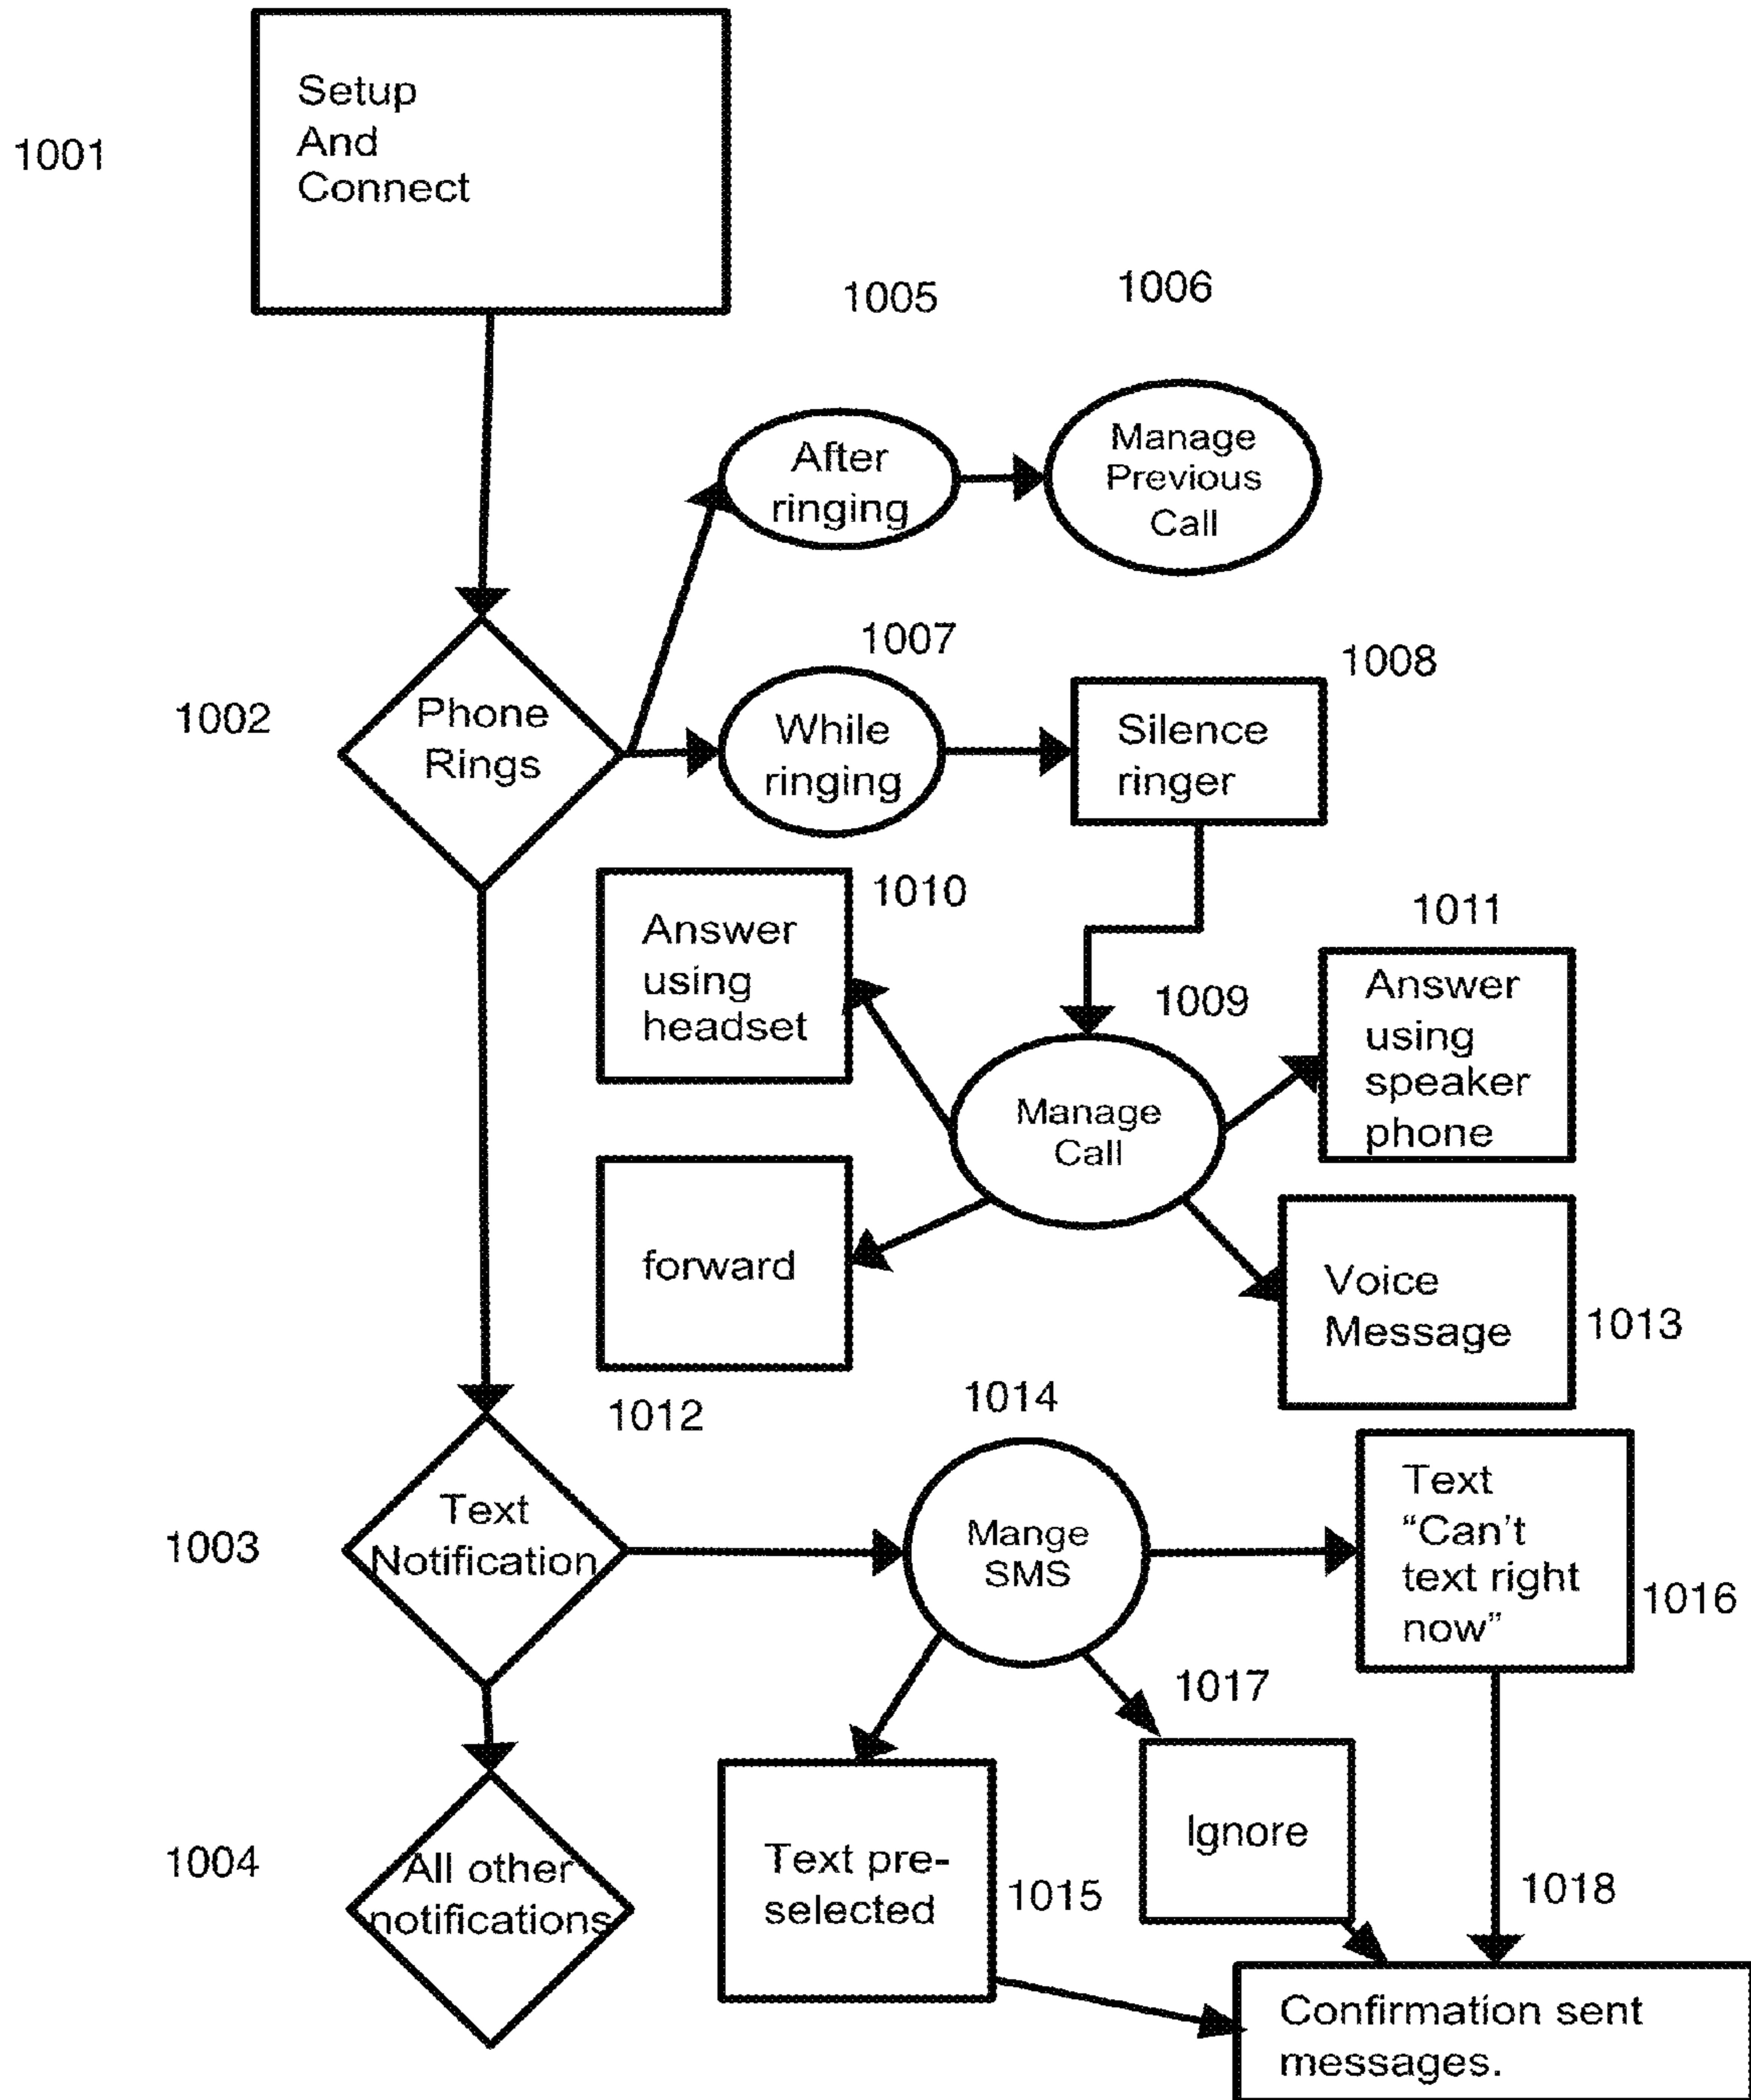 Setup
And
Connect
1001
1005
1006
After
ringing
Manage
Previous
Call
1007
1008
1002
Phone
Rings
While
ringing
Silence
ringer
1010
1011
Answer
using
headset
1009
Answer
using
speaker
phone
Manage
Call
forward
Voice
Message
1013
1012
1014
1003
Text
Notification
Mange
SMS
Text
“Can’t
text right
now”
1016
1017
1004
All other
notifications
Text pre-
selected
1015
Ignore
1018
Confirmation sent
messages.